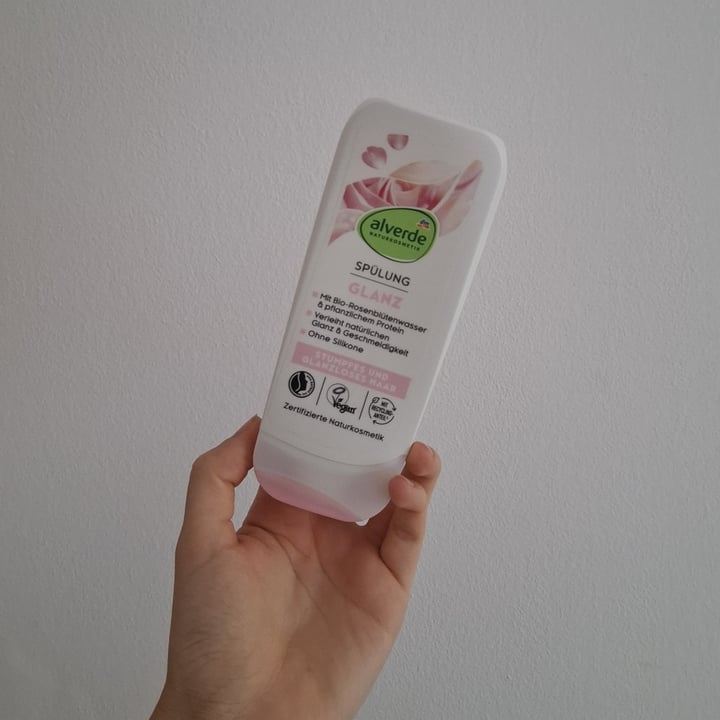 alverde
NATURKOSMETIK
SPÜLUNG
GLANZ
Mit Bio-Rosenblütenwasser
& pflanzlichem Protein
Verleiht natürlichen
Glanz & Geschmeidigkeit
Ohne Silikone
STUMPFES UND
GLANZLOSES HAAR
vegan
MIT
RECYCLING
ANTEIL
Zertifizierte Naturkosmetik